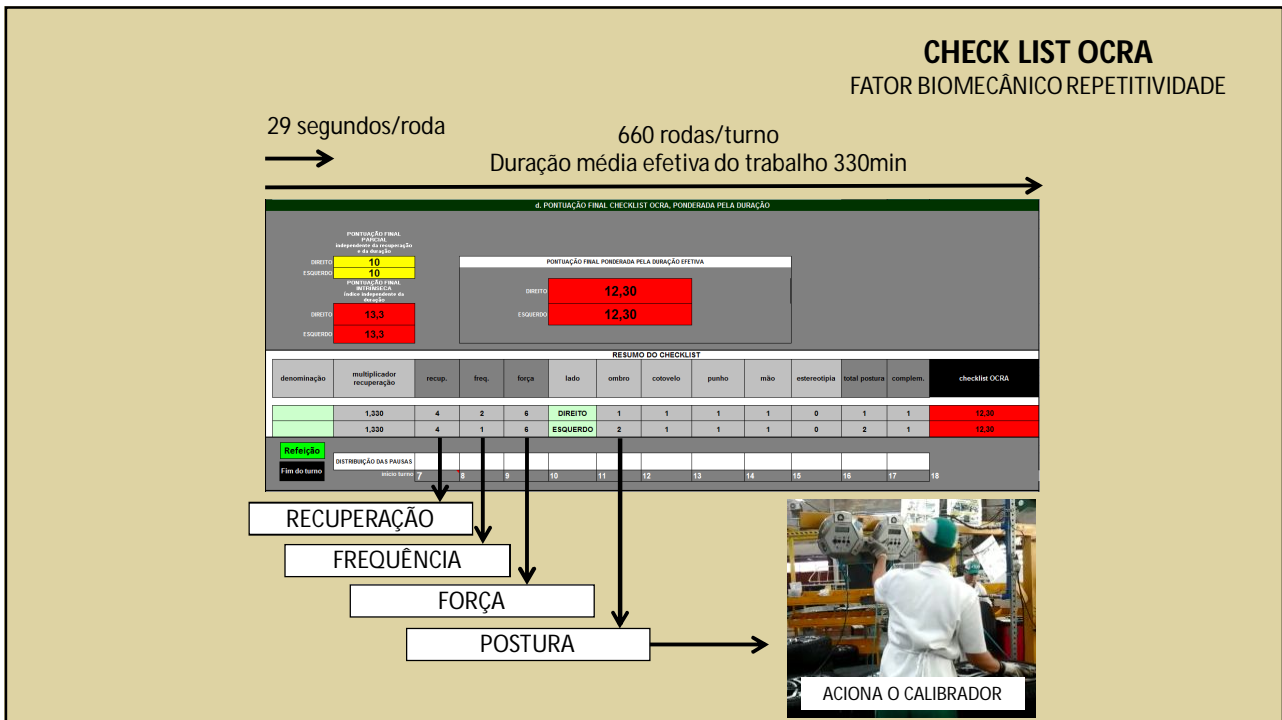 CHECK LIST OCRA
FATOR BIOMECÂNICO REPETITIVIDADE
29 segundos/roda
660 rodas/turno
Duração média efetiva do trabalho 330min
d. PONTUAÇÃO FINAL CHECKLIST OCRA, PONDERADA PELA DURAÇÃO
PONTUAÇÃO FINAL
PARCIAL
independente da recuperação
e da duração
DIREITO 10
ESQUERDO 10
PONTUAÇÃO FINAL
INTRÍNSECA
índice independente da
duração
DIREITO 13,3
ESQUERDO 13,3
PONTUAÇÃO FINAL PONDERADA PELA DURAÇÃO EFETIVA
DIREITO 12,30
ESQUERDO 12,30
RESUMO DO CHECKLIST
denominação multiplicador recuperação recup. freq. força lado ombro cotovelo punho mão estereotipia total postura complem. checklist OCRA
1,330 4 2 6 DIREITO 1 1 1 1 0 1 1 12,30
1,330 4 1 6 ESQUERDO 2 1 1 1 0 2 1 12,30
Refeição
Fim do turno
DISTRIBUIÇÃO DAS PAUSAS
início turno 7 8 9 10 11 12 13 14 15 16 17 18
RECUPERAÇÃO
FREQUÊNCIA
FORÇA
POSTURA
ACIONA O CALIBRADOR